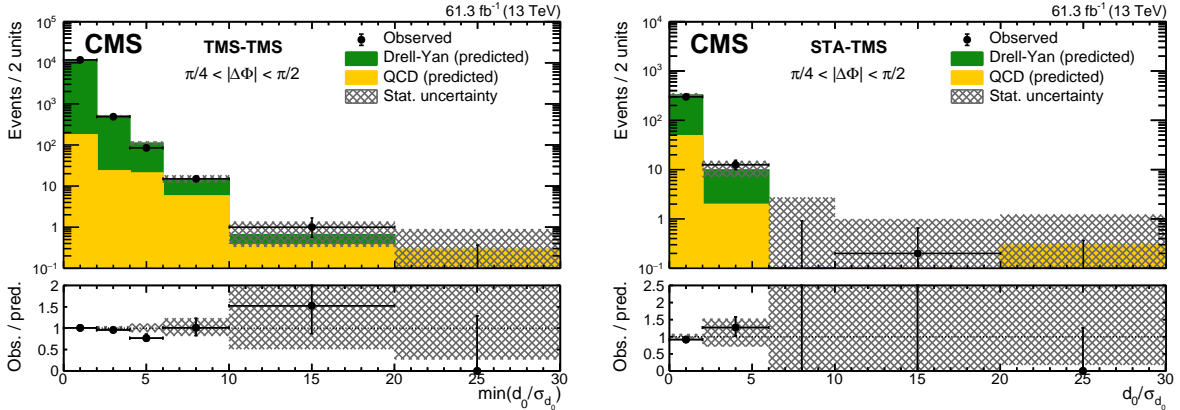 61.3 fb⁻¹ (13 TeV)
CMS
TMS-TMS
π/4 < |ΔΦ| < π/2
Observed
Drell-Yan (predicted)
QCD (predicted)
Stat. uncertainty
Events / 2 units
10⁵
10⁴
10³
10²
10
1
10⁻¹
Obs. / pred.
2
1.5
1
0.5
0
0 5 10 15 20 25 30
min(d₀/σ_d₀)
61.3 fb⁻¹ (13 TeV)
CMS
STA-TMS
π/4 < |ΔΦ| < π/2
Observed
Drell-Yan (predicted)
QCD (predicted)
Stat. uncertainty
Events / 2 units
10⁴
10³
10²
10
1
10⁻¹
Obs. / pred.
2.5
2
1.5
1
0.5
0
0 5 10 15 20 25 30
d₀/σ_d₀